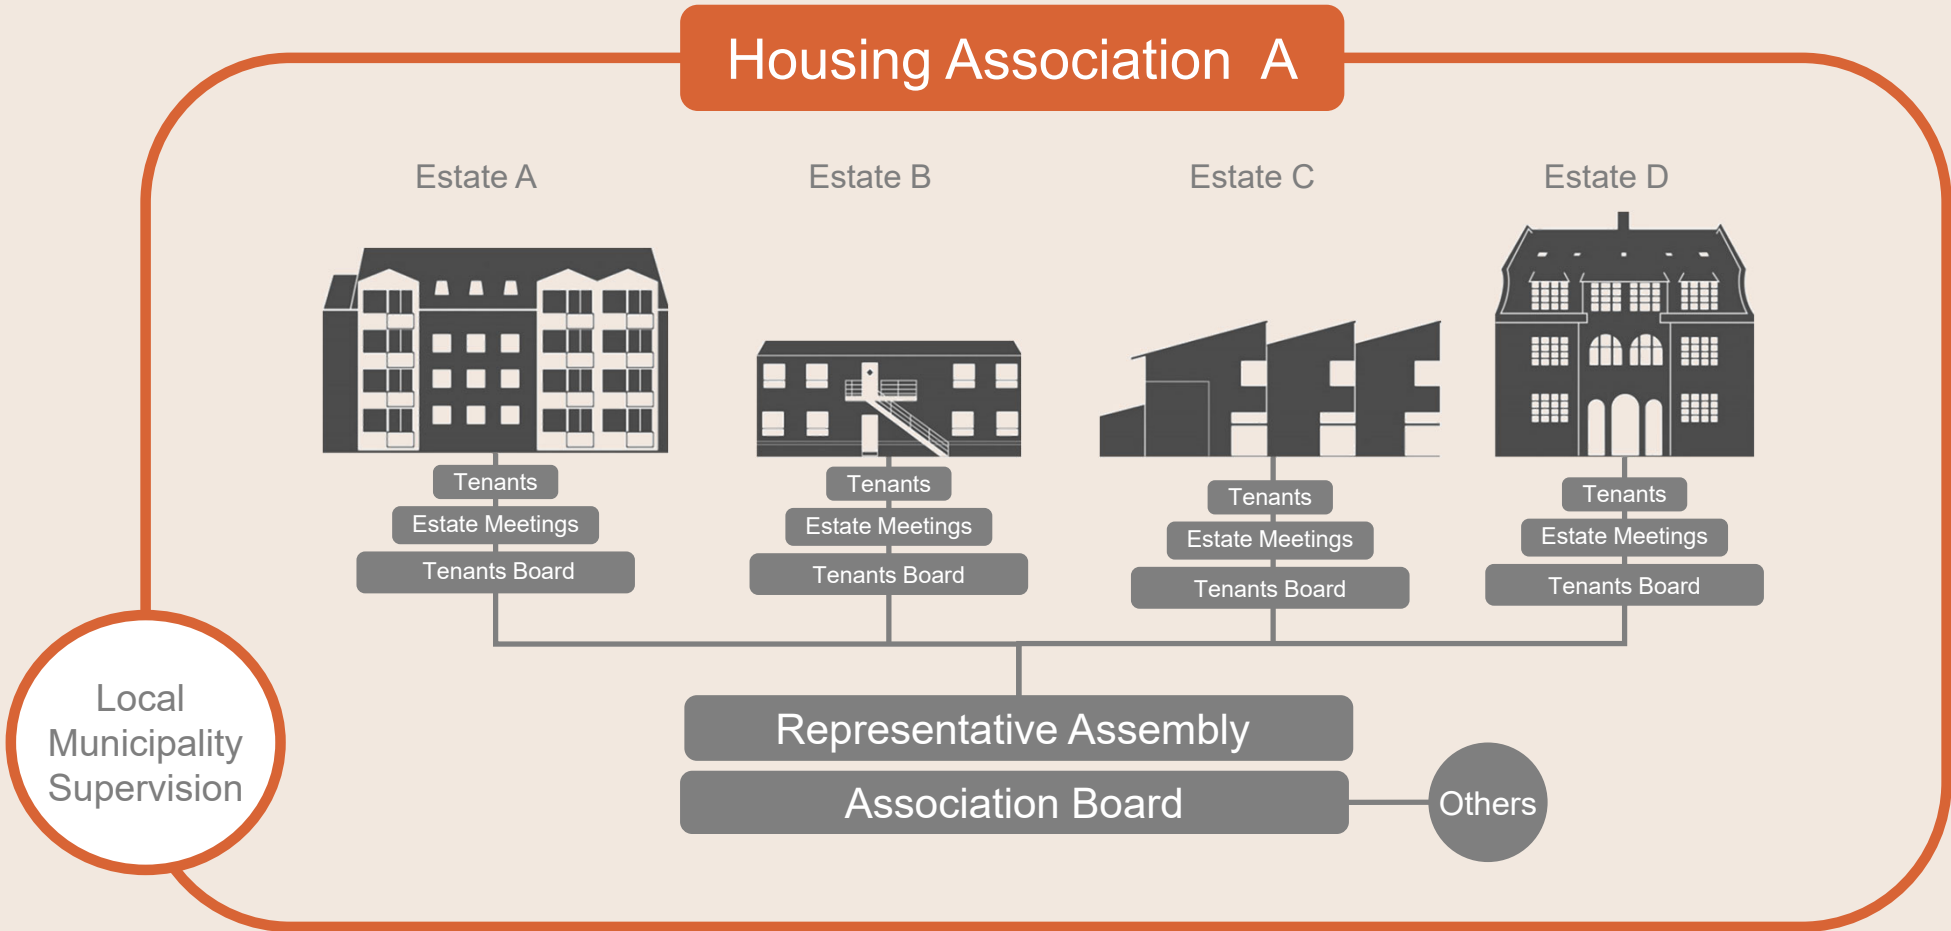 Housing Association A
Estate A
Estate B
Estate C
Estate D
Tenants
Estate Meetings
Tenants Board
Tenants
Estate Meetings
Tenants Board
Tenants
Estate Meetings
Tenants Board
Tenants
Estate Meetings
Tenants Board
Local
Municipality
Supervision
Representative Assembly
Association Board
Others